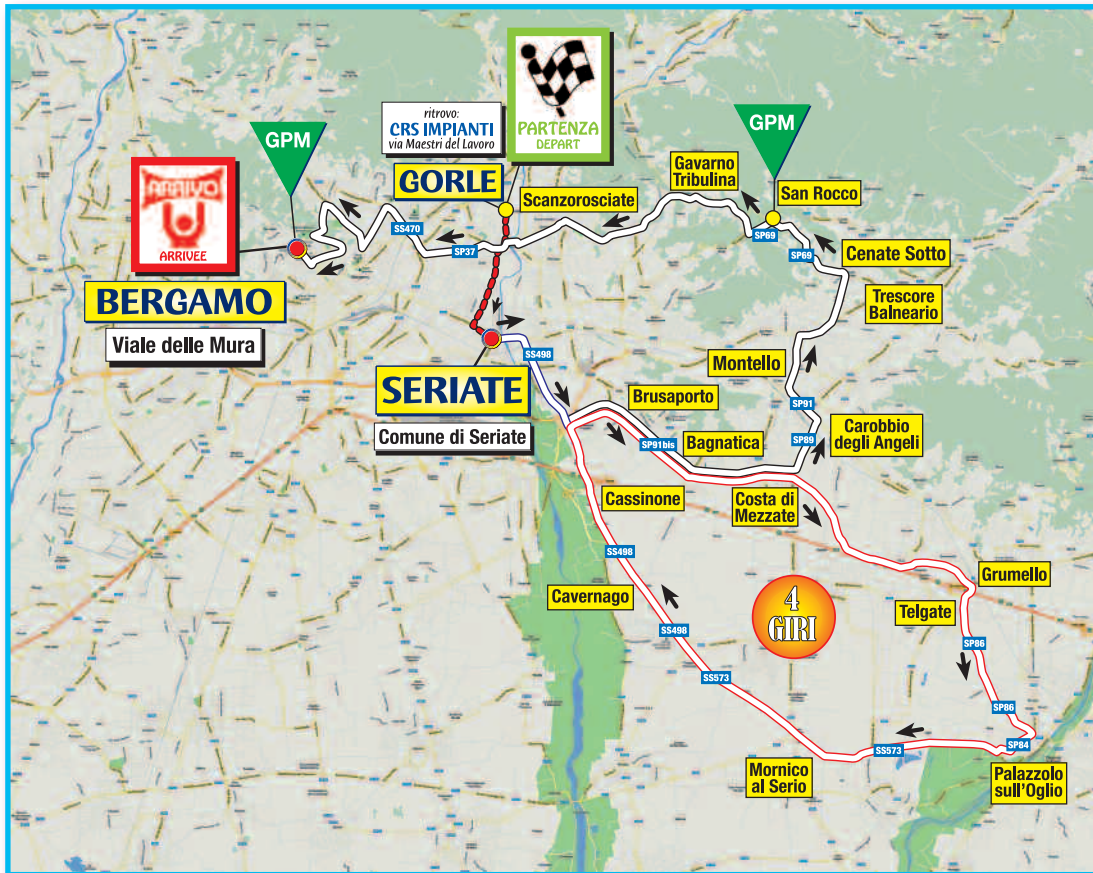 GPM
ARRIVO
ARRIVEE
BERGAMO
Viale delle Mura
ritrovo:
CRS IMPIANTI
via Maestri del Lavoro
PARTENZA
DEPART
GORLE
Scanzorosciate
Gavarno
Tribulina
GPM
San Rocco
SS470
SP37
SP69
SP69
Cenate Sotto
Trescore
Balneario
SERIATE
Comune di Seriate
SS498
Montello
SP91
SP89
Carobbio
degli Angeli
Brusaporto
SP91bis
Bagnatica
Cassinone
Costa di
Mezzate
SS498
Cavernago
SS498
4
GIRI
Grumello
Telgate
SP86
SP86
SP84
SS573
SS573
Mornico
al Serio
Palazzolo
sull'Oglio